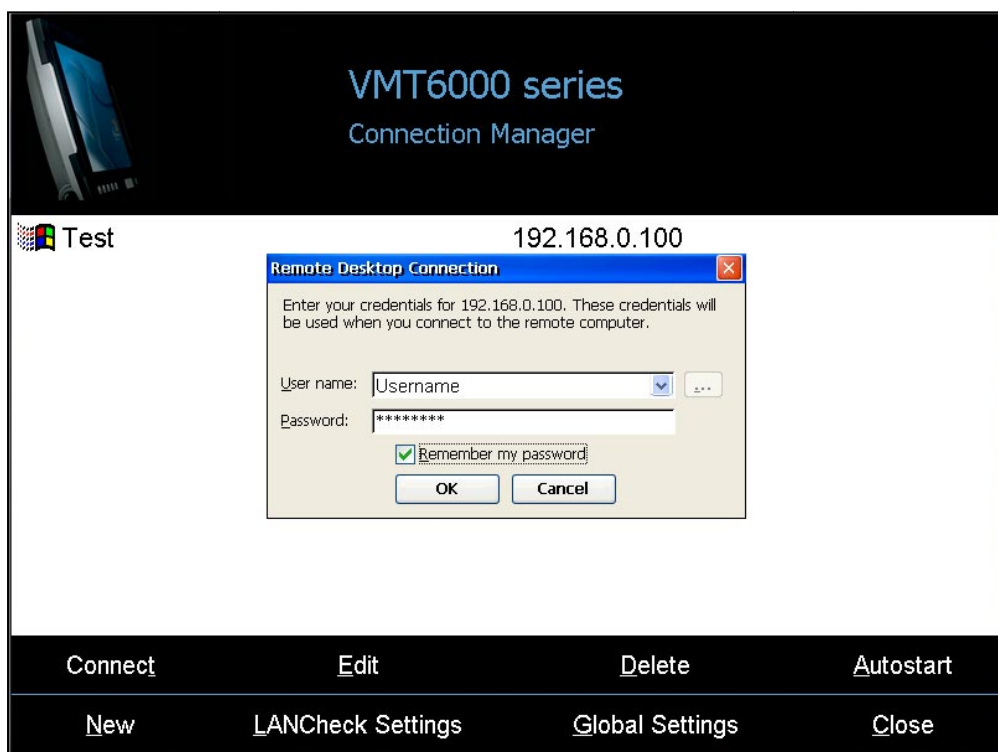 VMT6000 series
Connection Manager
Test 192.168.0.100
Remote Desktop Connection
Enter your credentials for 192.168.0.100. These credentials will
be used when you connect to the remote computer.
User name: Username ...
Password: ********
Remember my password
OK Cancel
Connect Edit Delete Autostart
New LANCheck Settings Global Settings Close